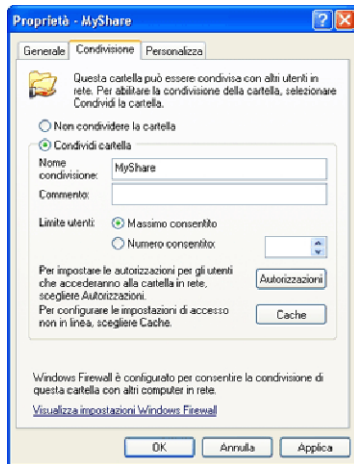 Proprietà - MyShare
Generale
Condivisione
Personalizza
Questa cartella può essere condivisa con altri utenti in
rete. Per abilitare la condivisione della cartella, selezionare
Condividi la cartella.
Non condividere la cartella
Condividi cartella
Nome
condivisione:
MyShare
Commento:
Limite utenti:
Massimo consentito
Numero consentito:
Per impostare le autorizzazioni per gli utenti
che accederanno alla cartella in rete,
scegliere Autorizzazioni.
Autorizzazioni
Per configurare le impostazioni di accesso
non in linea, scegliere Cache.
Cache
Windows Firewall è configurato per consentire la condivisione di
questa cartella con altri computer in rete.
Visualizza impostazioni Windows Firewall
OK
Annulla
Applica